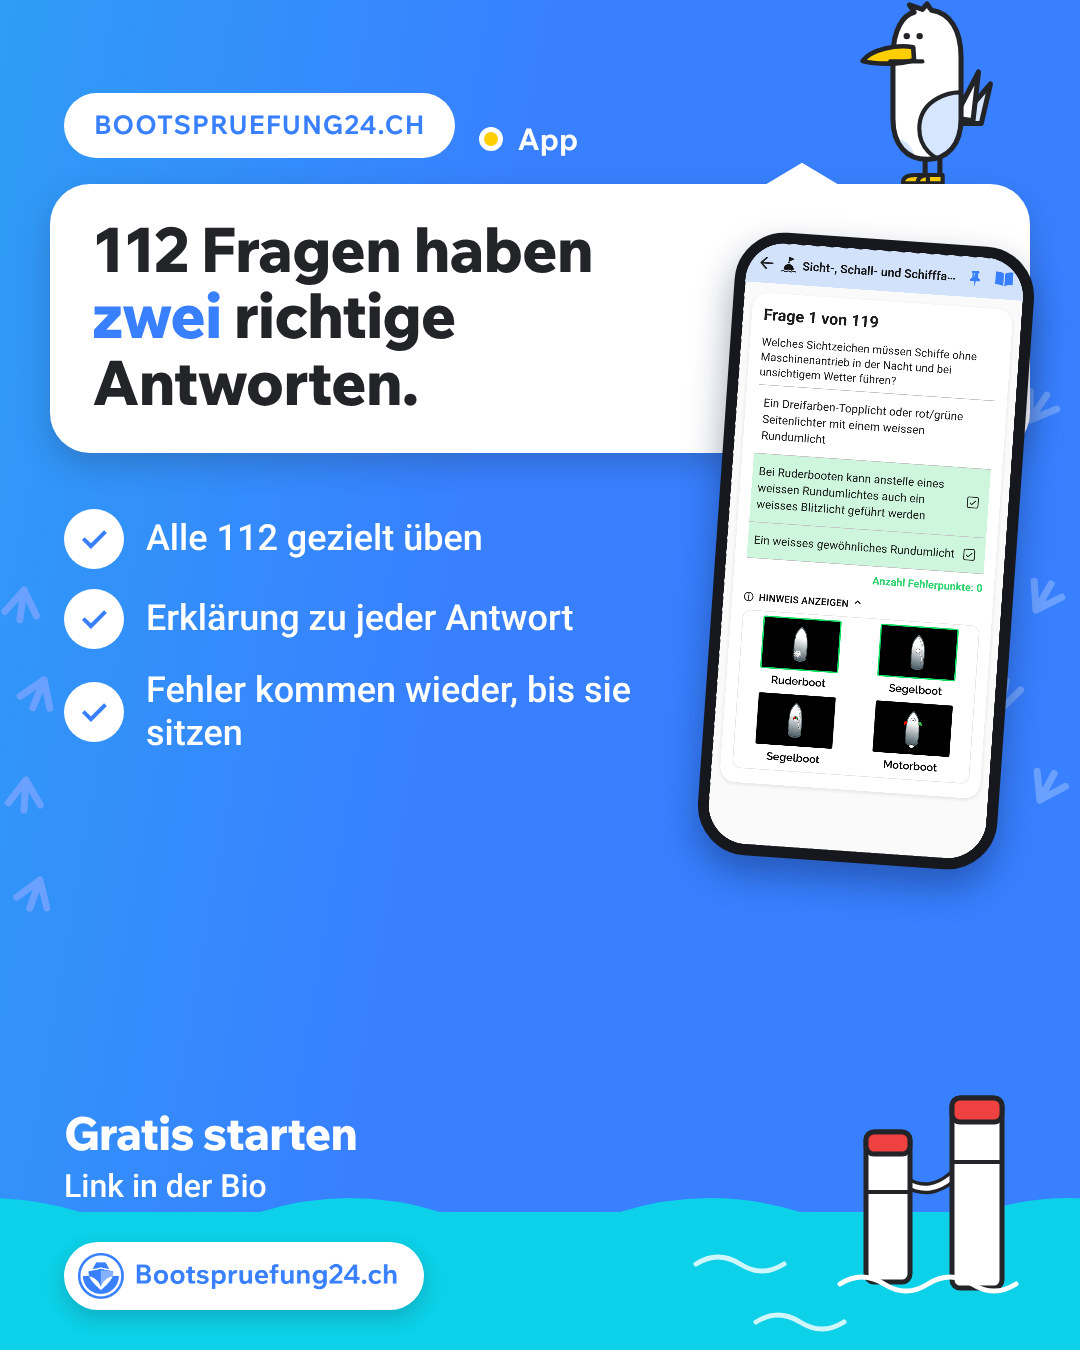 BOOTSPRUEFUNG24.CH
App
112 Fragen haben
zwei richtige
Antworten.
Alle 112 gezielt üben
Erklärung zu jeder Antwort
Fehler kommen wieder, bis sie
sitzen
Sicht-, Schall- und Schifffa...
Frage 1 von 119
Welches Sichtzeichen müssen Schiffe ohne
Maschinenantrieb in der Nacht und bei
unsichtigem Wetter führen?
Ein Dreifarben-Topplicht oder rot/grüne
Seitenlichter mit einem weissen
Rundumlicht
Bei Ruderbooten kann anstelle eines
weissen Rundumlichtes auch ein
weisses Blitzlicht geführt werden
Ein weisses gewöhnliches Rundumlicht
Anzahl Fehlerpunkte: 0
HINWEIS ANZEIGEN
Ruderboot
Segelboot
Segelboot
Motorboot
Gratis starten
Link in der Bio
Bootspruefung24.ch